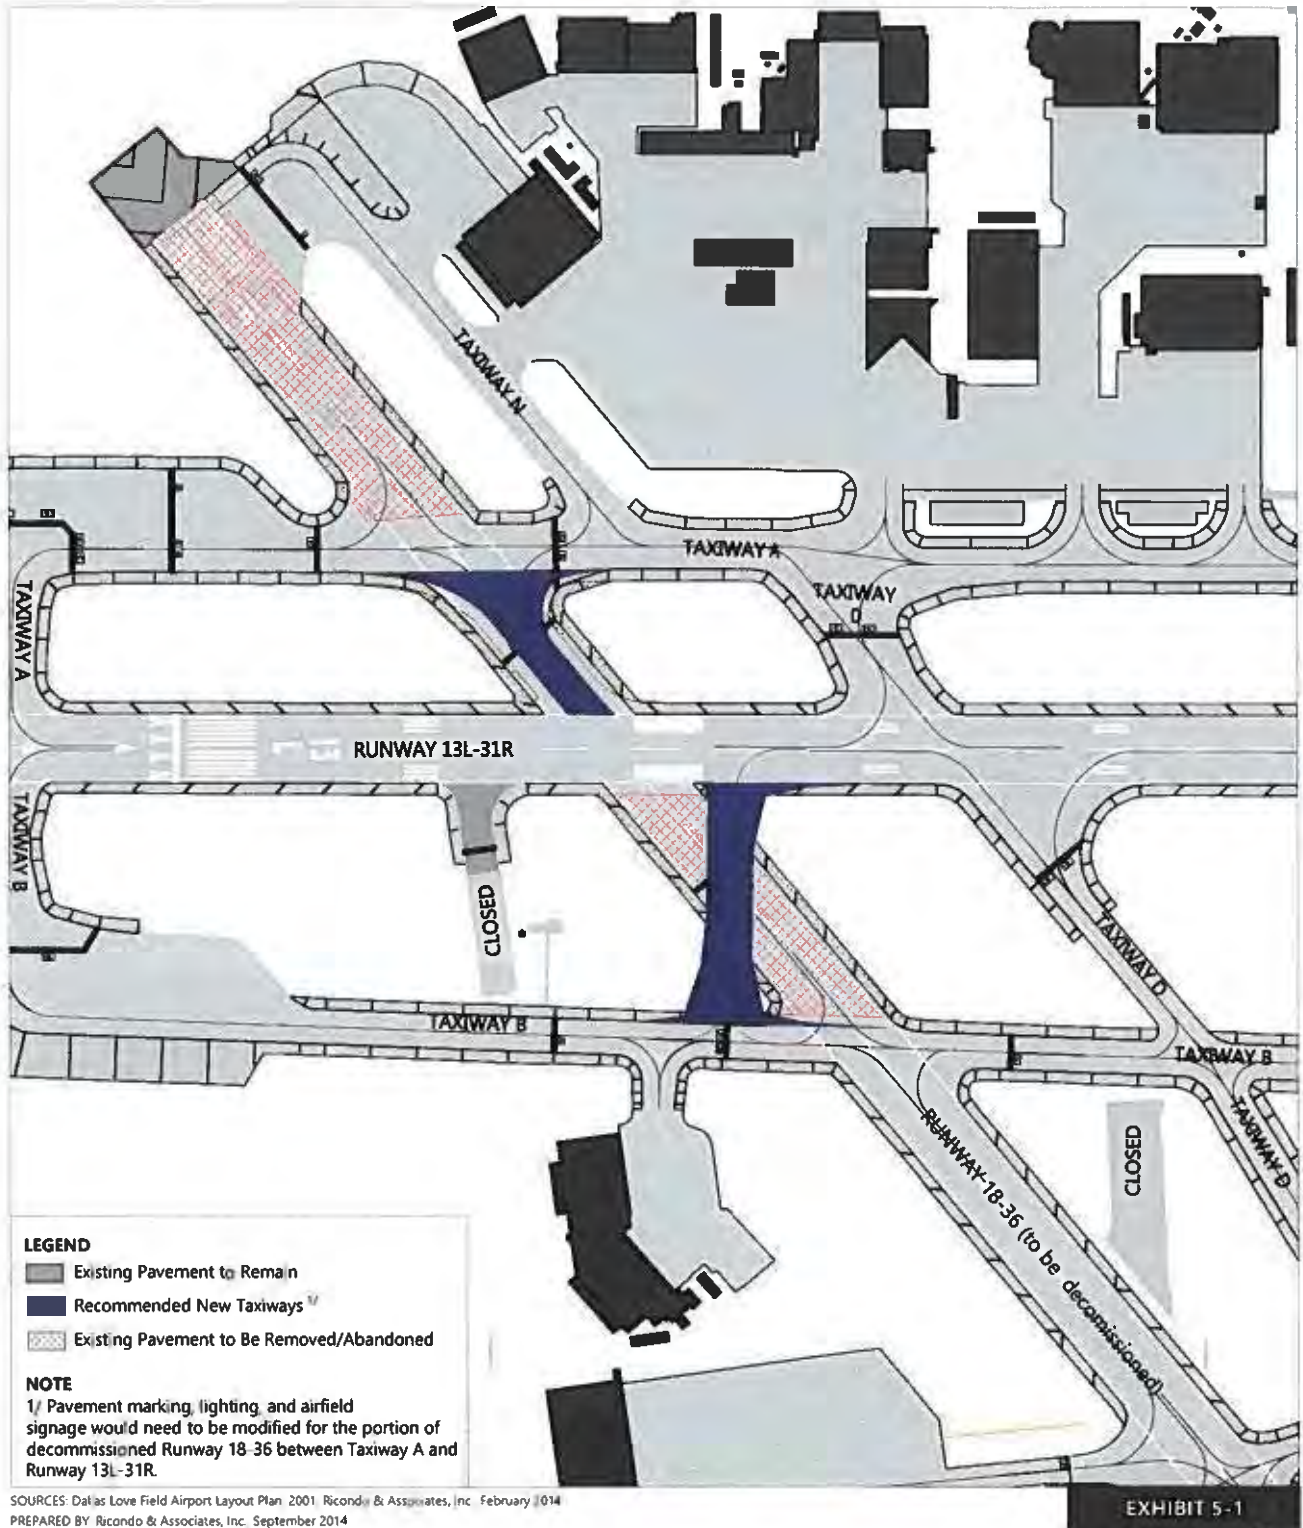 TAXIWAY N
TAXIWAY A
TAXIWAY
D
TAXIWAY A
RUNWAY 13L-31R
TAXIWAY B
CLOSED
TAXIWAY D
TAXIWAY B
TAXIWAY B
TAXIWAY D
RUNWAY 18-36 (to be decomissioned)
CLOSED
LEGEND
Existing Pavement to Remain
Recommended New Taxiways 1/
Existing Pavement to Be Removed/Abandoned
NOTE
1/ Pavement marking, lighting, and airfield
signage would need to be modified for the portion of
decommissioned Runway 18-36 between Taxiway A and
Runway 13L-31R.
SOURCES: Dallas Love Field Airport Layout Plan 2001, Ricondo & Associates, Inc. February 2014
PREPARED BY Ricondo & Associates, Inc. September 2014
EXHIBIT 5-1